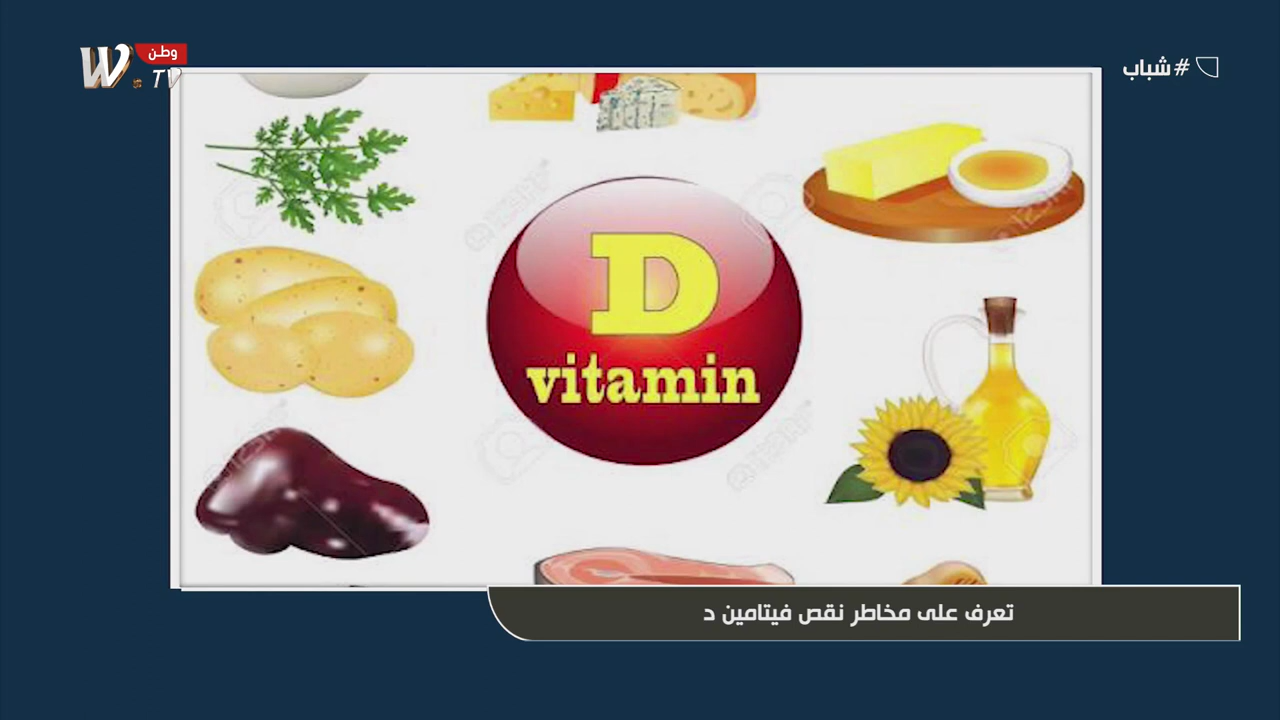 وطن
W.TV
#شباب
D
vitamin
تعرف على مخاطر نقص فيتامين د